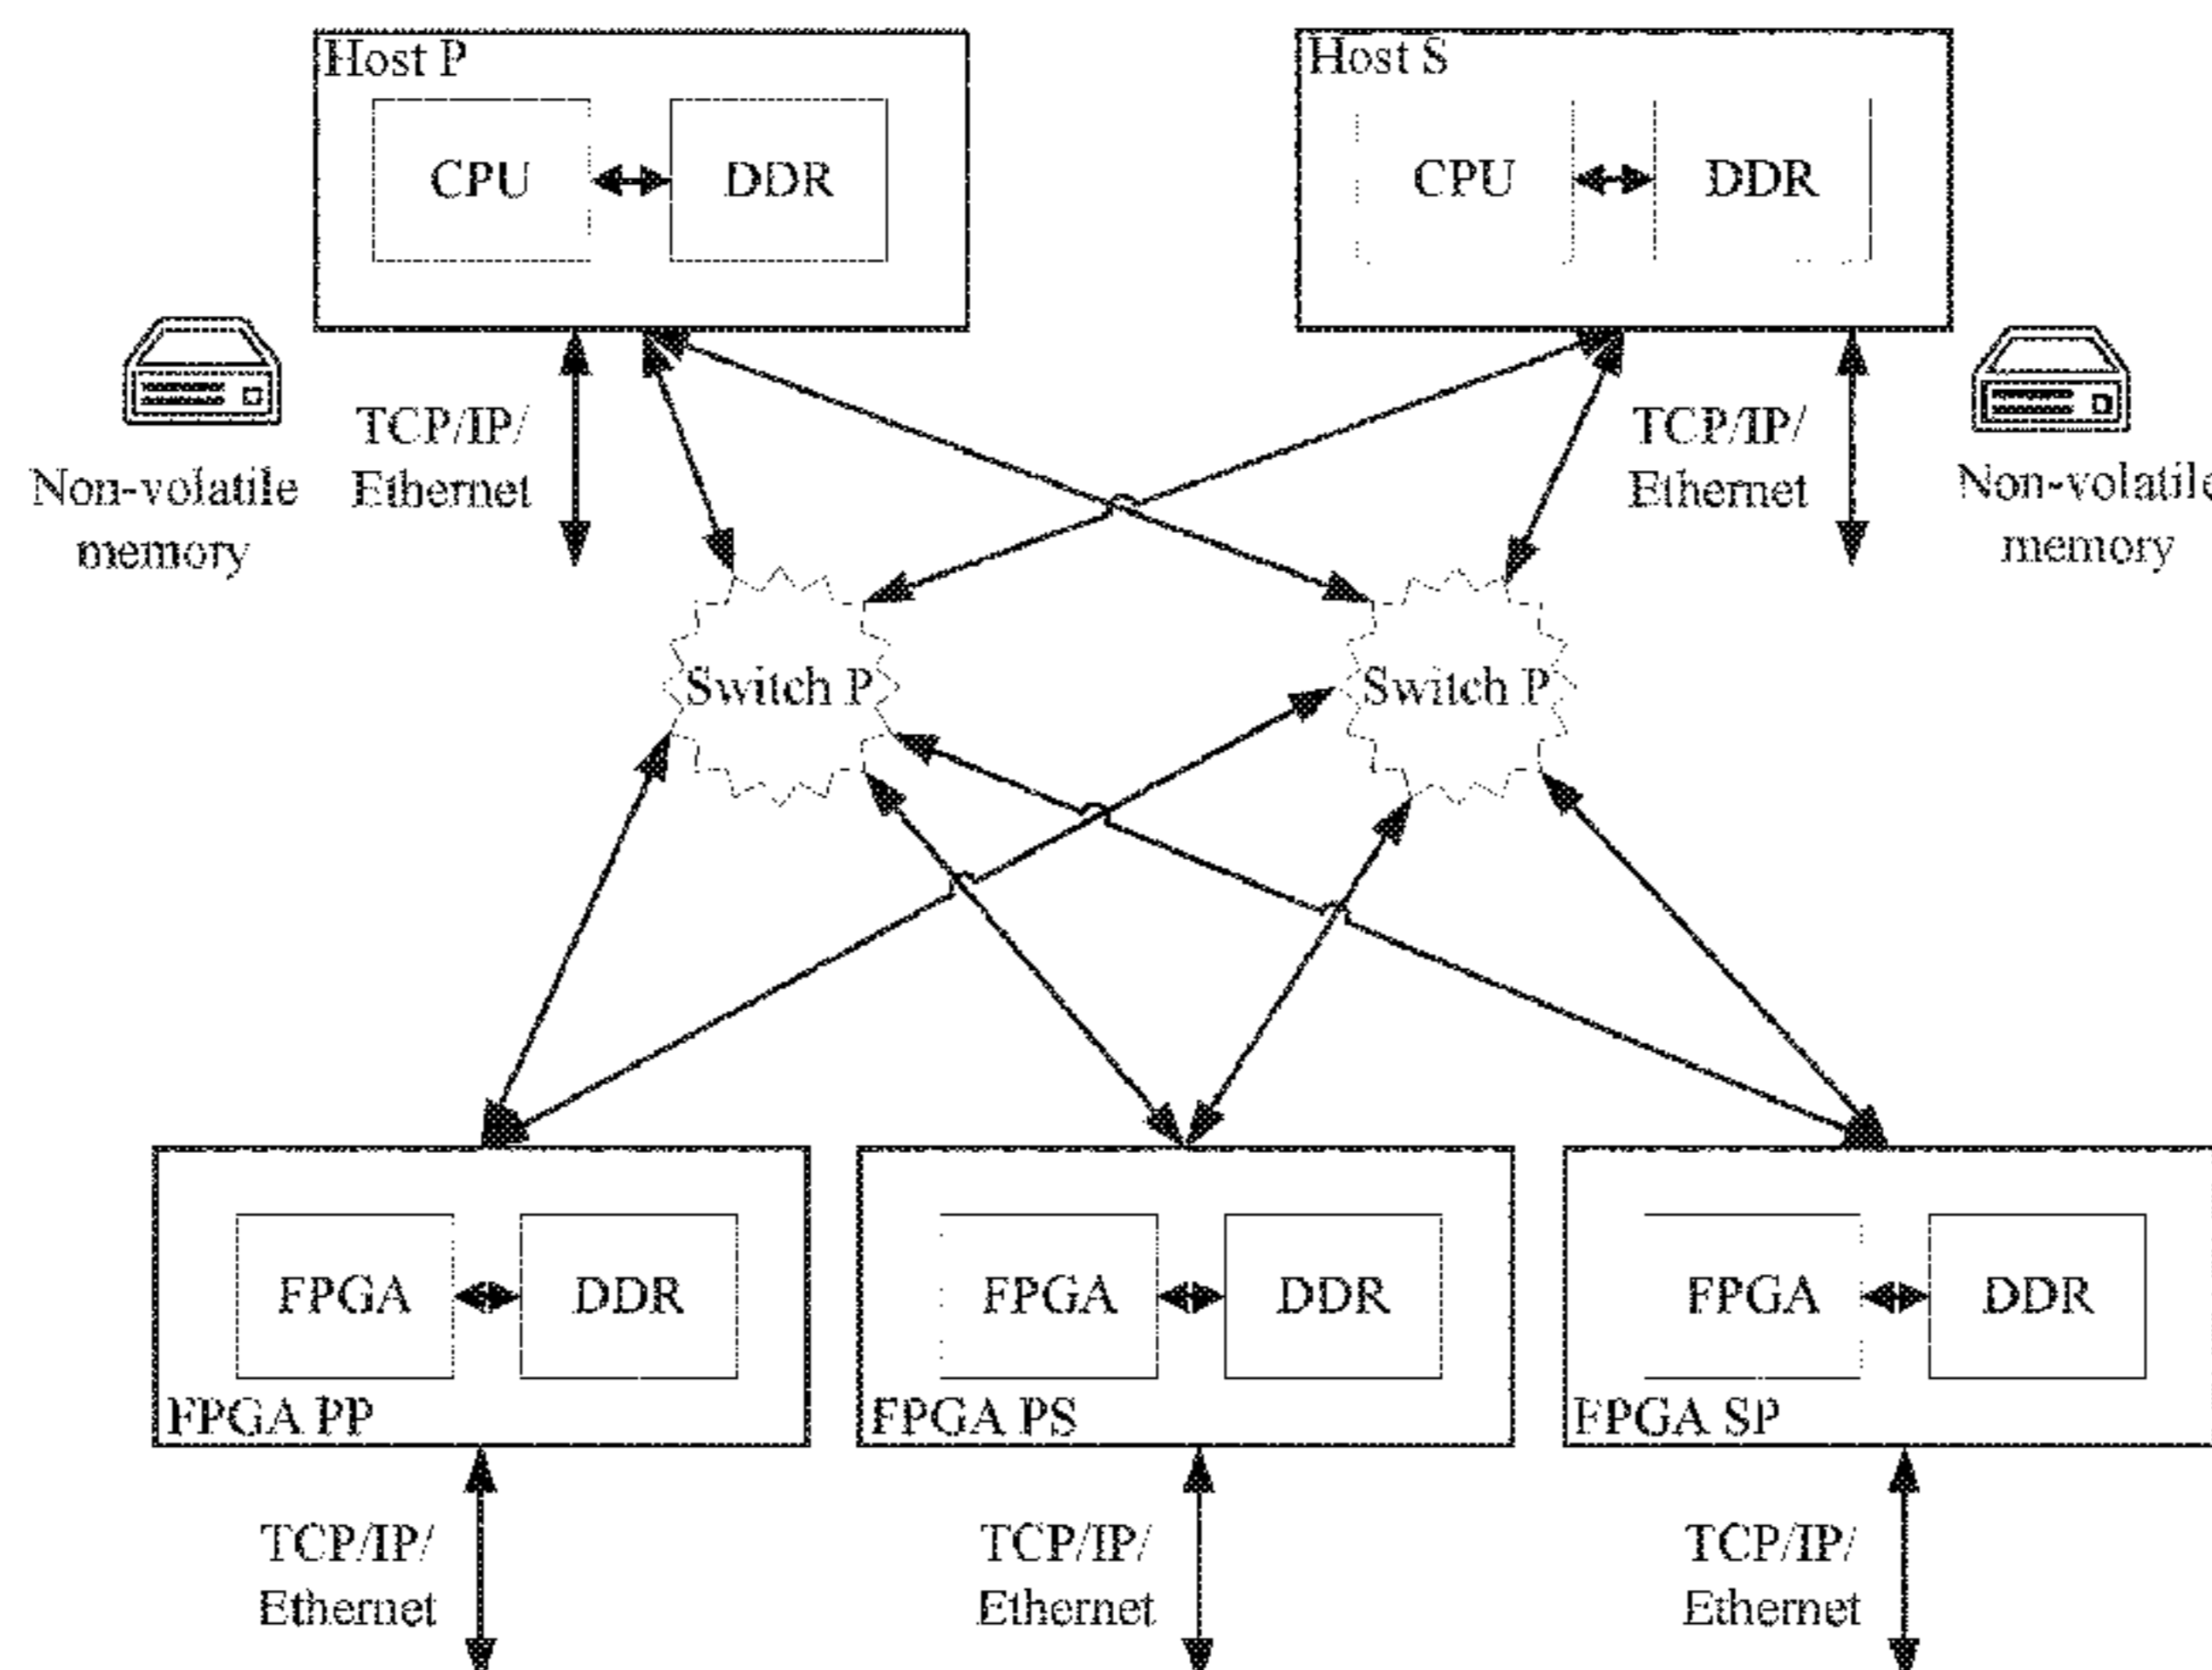 Host P
CPU
DDR
Host S
CPU
DDR
Non-volatile
memory
TCP/IP/
Ethernet
TCP/IP/
Ethernet
Non-volatile
memory
Switch P
Switch P
FPGA
DDR
FPGA PP
FPGA
DDR
FPGA PS
FPGA
DDR
FPGA SP
TCP/IP/
Ethernet
TCP/IP/
Ethernet
TCP/IP/
Ethernet